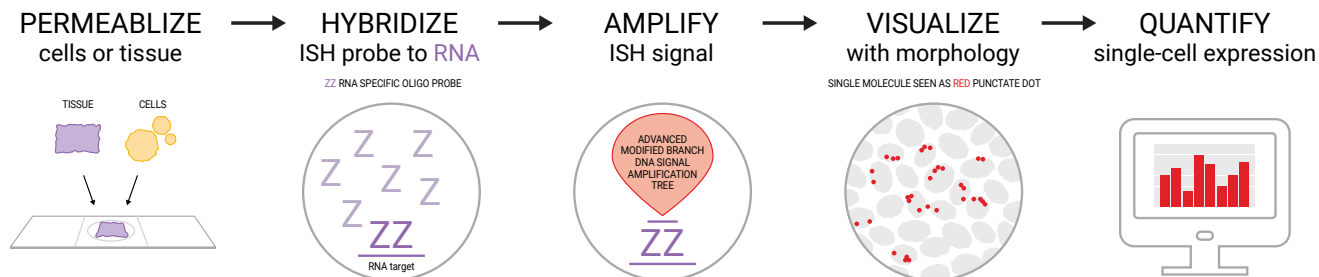 PERMEABLIZE
cells or tissue
TISSUE
CELLS
HYBRIDIZE
ISH probe to RNA
ZZ RNA SPECIFIC OLIGO PROBE
Z
Z
Z
Z
Z
Z
ZZ
RNA target
AMPLIFY
ISH signal
ADVANCED
MODIFIED BRANCH
DNA SIGNAL
AMPLIFICATION
TREE
ZZ
VISUALIZE
with morphology
SINGLE MOLECULE SEEN AS RED PUNCTATE DOT
QUANTIFY
single-cell expression